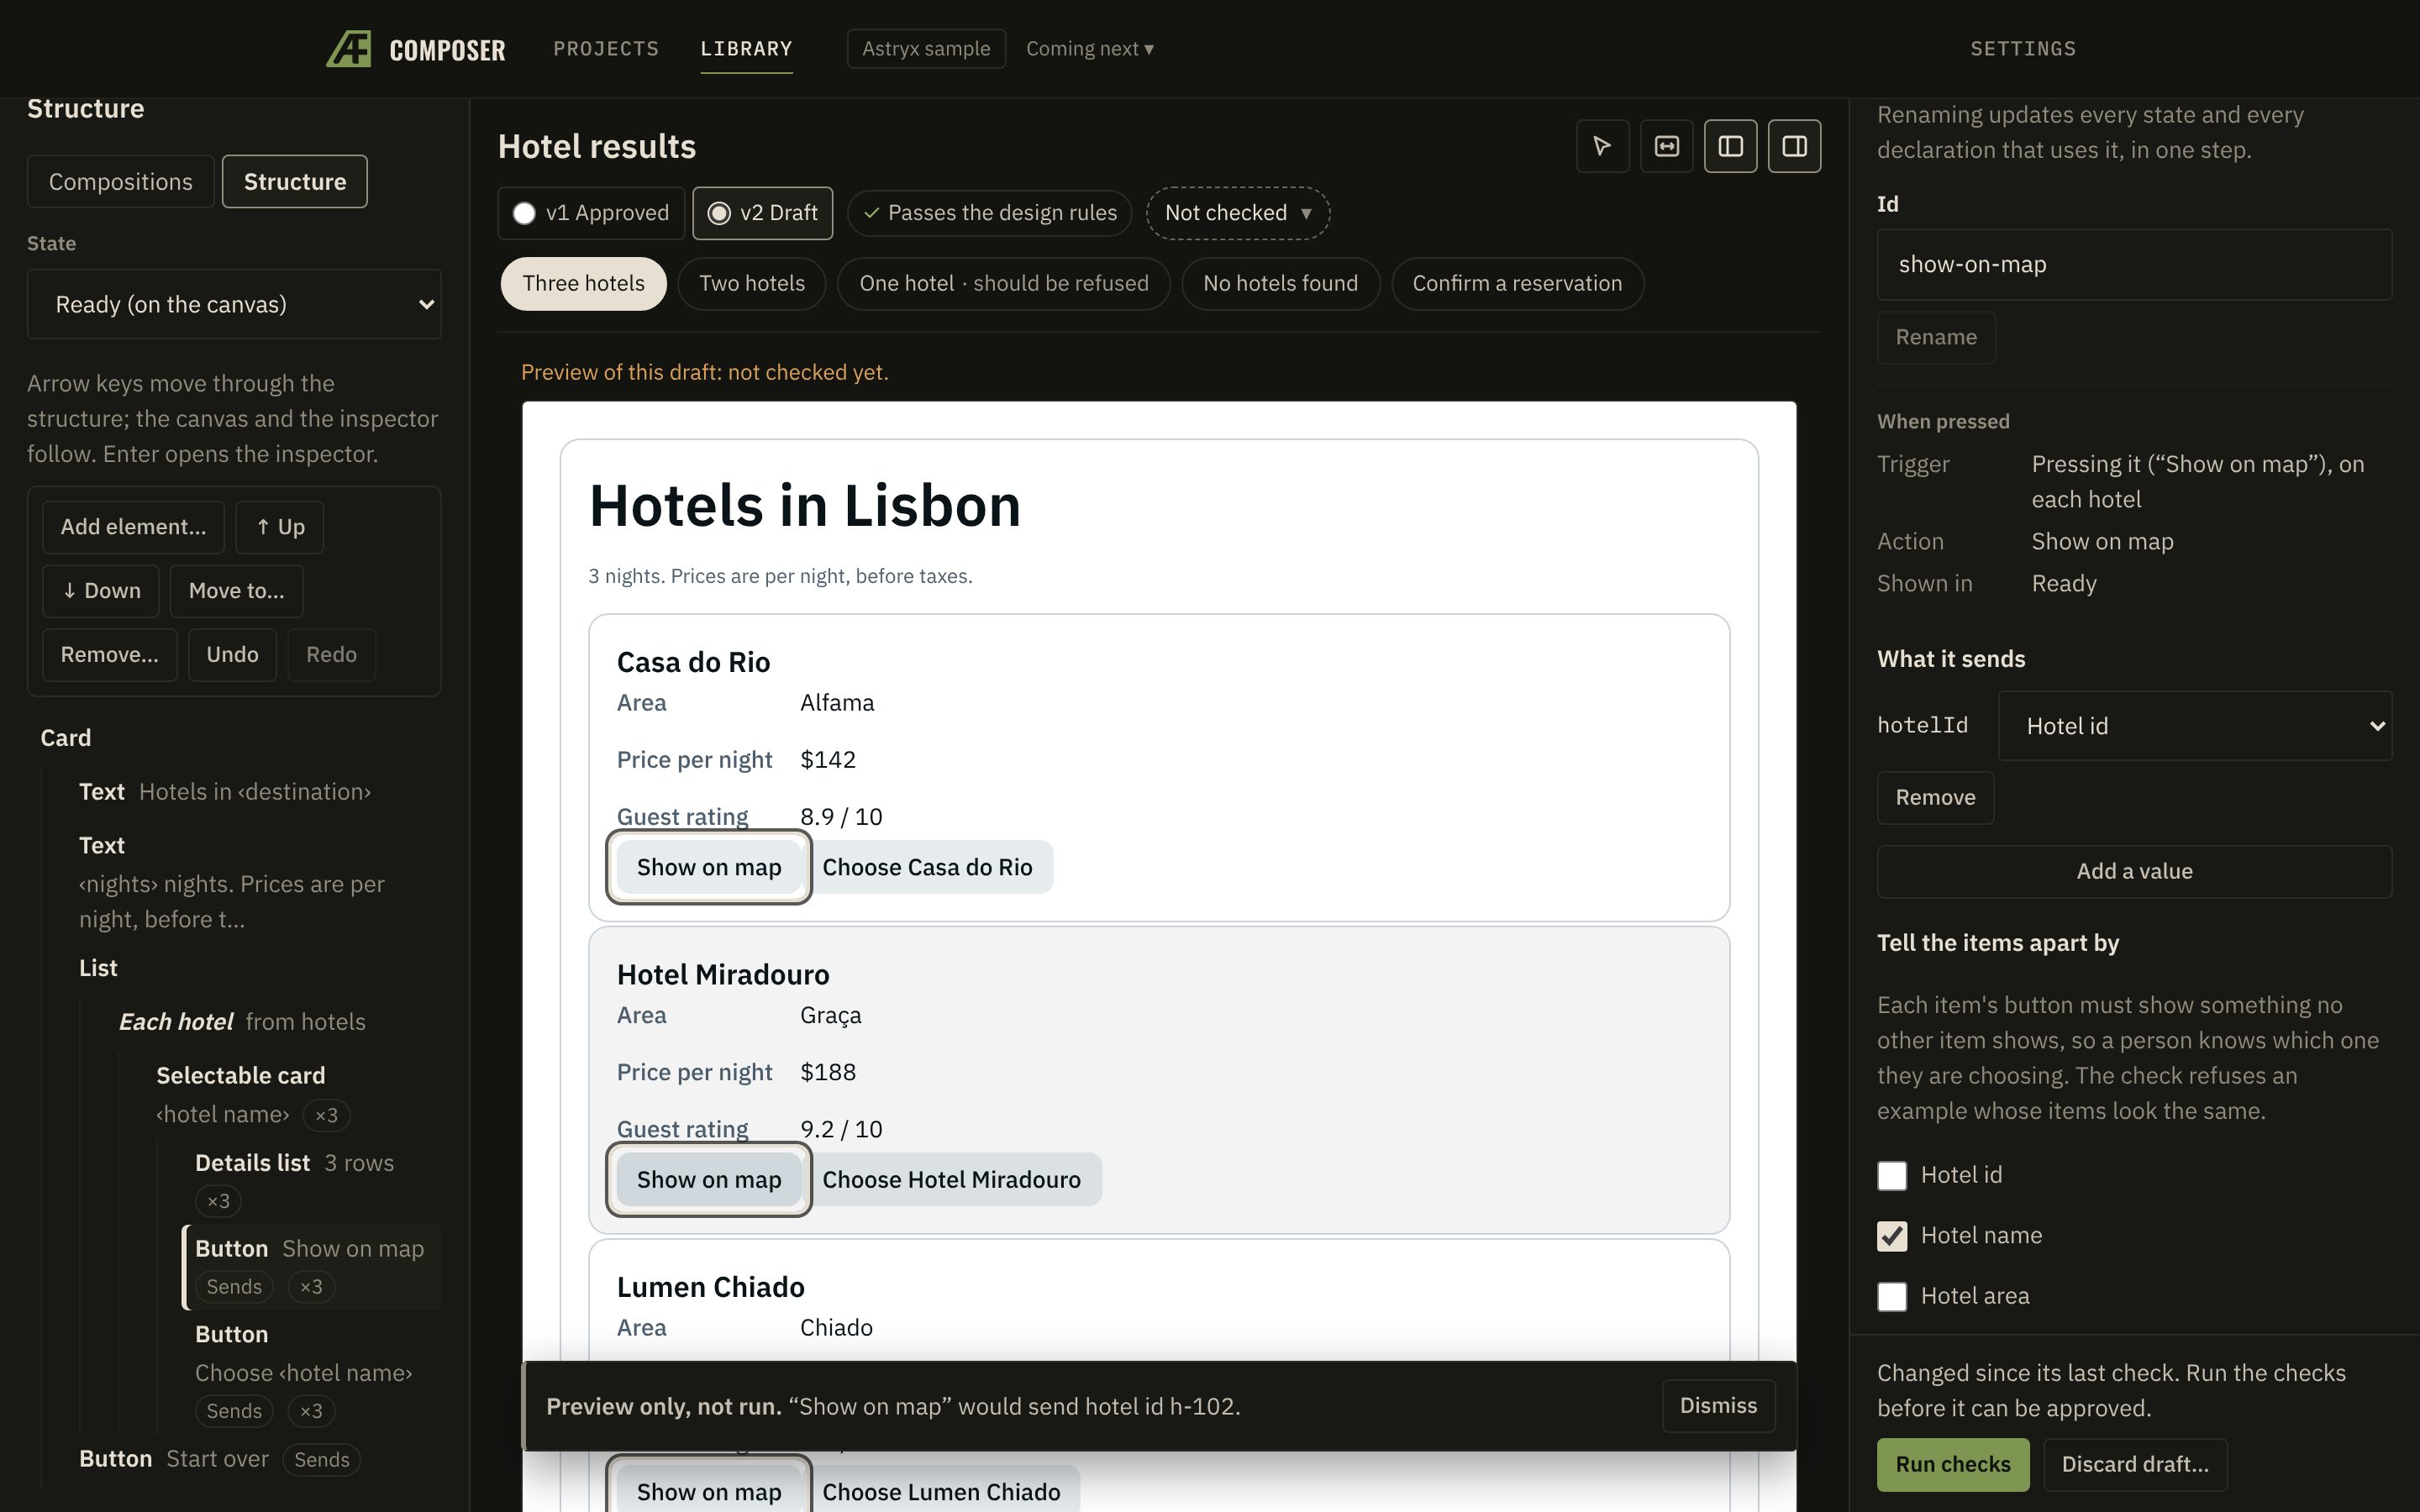 COMPOSER
PROJECTS
LIBRARY
Astryx sample
Coming next ▾
SETTINGS
Structure
Compositions
Structure
State
Ready (on the canvas)
Arrow keys move through the
structure; the canvas and the inspector
follow. Enter opens the inspector.
Add element...
↑ Up
↓ Down
Move to...
Remove...
Undo
Redo
Card
Text Hotels in ‹destination›
Text
‹nights› nights. Prices are per
night, before t...
List
Each hotel from hotels
Selectable card
‹hotel name› ×3
Details list 3 rows
×3
Button Show on map
Sends ×3
Button
Choose ‹hotel name›
Sends ×3
Button Start over Sends
Hotel results
v1 Approved
v2 Draft
✓ Passes the design rules
Not checked ▾
Three hotels
Two hotels
One hotel · should be refused
No hotels found
Confirm a reservation
Preview of this draft: not checked yet.
Hotels in Lisbon
3 nights. Prices are per night, before taxes.
Casa do Rio
Area Alfama
Price per night $142
Guest rating 8.9 / 10
Show on map
Choose Casa do Rio
Hotel Miradouro
Area Graça
Price per night $188
Guest rating 9.2 / 10
Show on map
Choose Hotel Miradouro
Lumen Chiado
Area Chiado
Preview only, not run. “Show on map” would send hotel id h-102.
Dismiss
Show on map
Choose Lumen Chiado
Renaming updates every state and every
declaration that uses it, in one step.
Id
show-on-map
Rename
When pressed
Trigger Pressing it (“Show on map”), on
each hotel
Action Show on map
Shown in Ready
What it sends
hotelId Hotel id
Remove
Add a value
Tell the items apart by
Each item's button must show something no
other item shows, so a person knows which one
they are choosing. The check refuses an
example whose items look the same.
Hotel id
Hotel name
Hotel area
Changed since its last check. Run the checks
before it can be approved.
Run checks
Discard draft...